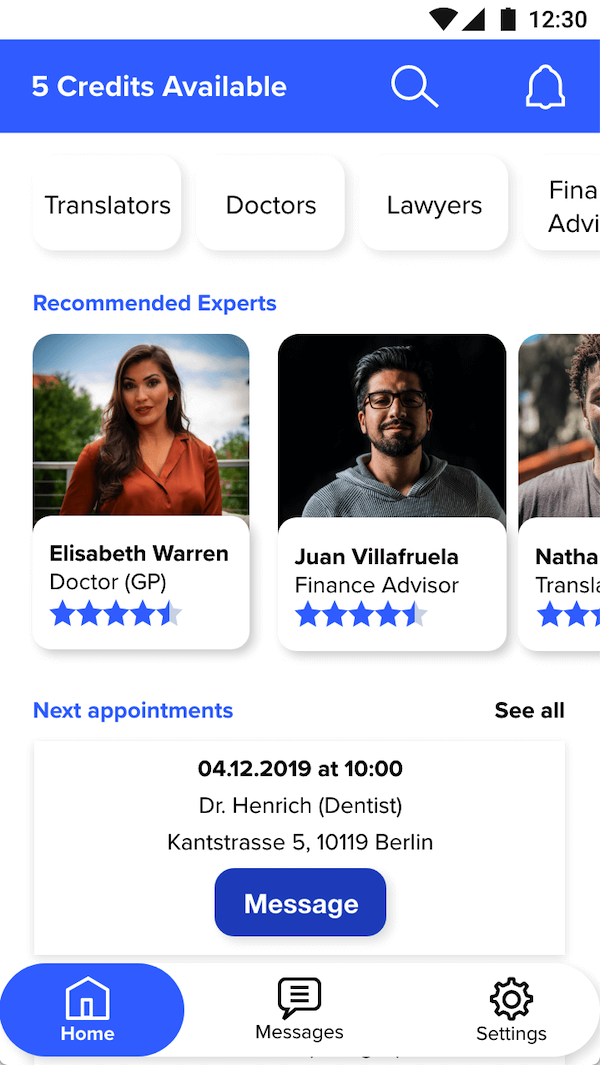 12:30
5 Credits Available
Translators
Doctors
Lawyers
Fina
Advi
Recommended Experts
Elisabeth Warren
Doctor (GP)
Juan Villafruela
Finance Advisor
Natha
Transla
Next appointments
See all
04.12.2019 at 10:00
Dr. Henrich (Dentist)
Kantstrasse 5, 10119 Berlin
Message
Home
Messages
Settings